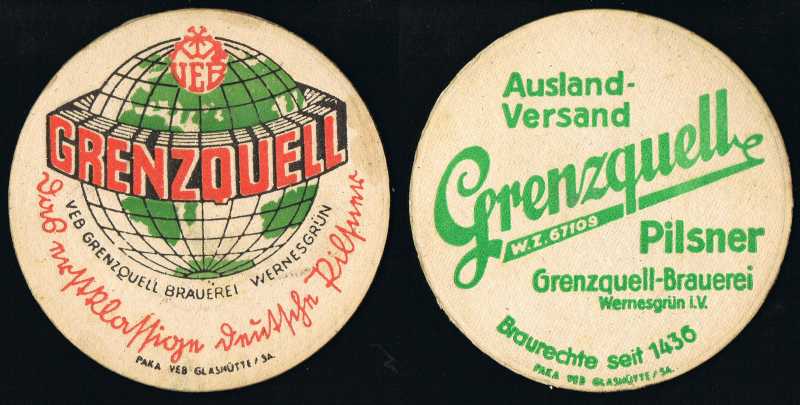 VEB
GRENZQUELL
VEB GRENZQUELL BRAUEREI WERNESGRÜN
Das erstklassige deutsche Pilsner
PAKA VEB GLASHÜTTE/SA.
Ausland-
Versand
Grenzquell
W.Z. 67109
Pilsner
Grenzquell-Brauerei
Wernesgrün i.V.
Braurechte seit 1436
PAKA VEB GLASHÜTTE/SA.